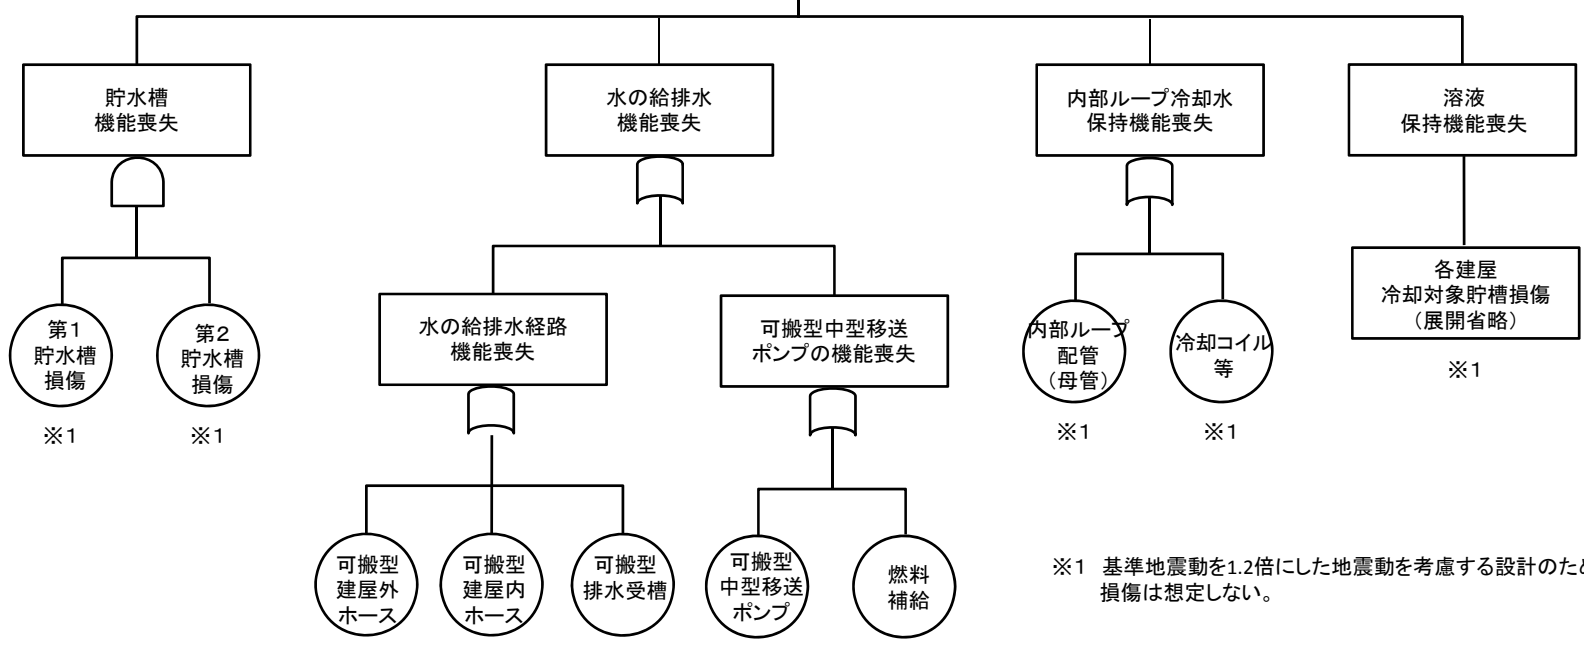 貯水槽
機能喪失
水の給排水
機能喪失
内部ループ冷却水
保持機能喪失
溶液
保持機能喪失
第１
貯水槽
損傷
※1
第２
貯水槽
損傷
※1
水の給排水経路
機能喪失
可搬型中型移送
ポンプの機能喪失
内部ループ
配管
（母管）
※1
冷却コイル
等
※1
各建屋
冷却対象貯槽損傷
（展開省略）
※1
可搬型
建屋外
ホース
可搬型
建屋内
ホース
可搬型
排水受槽
可搬型
中型移送
ポンプ
燃料
補給
※1 基準地震動を1.2倍にした地震動を考慮する設計のため
損傷は想定しない。